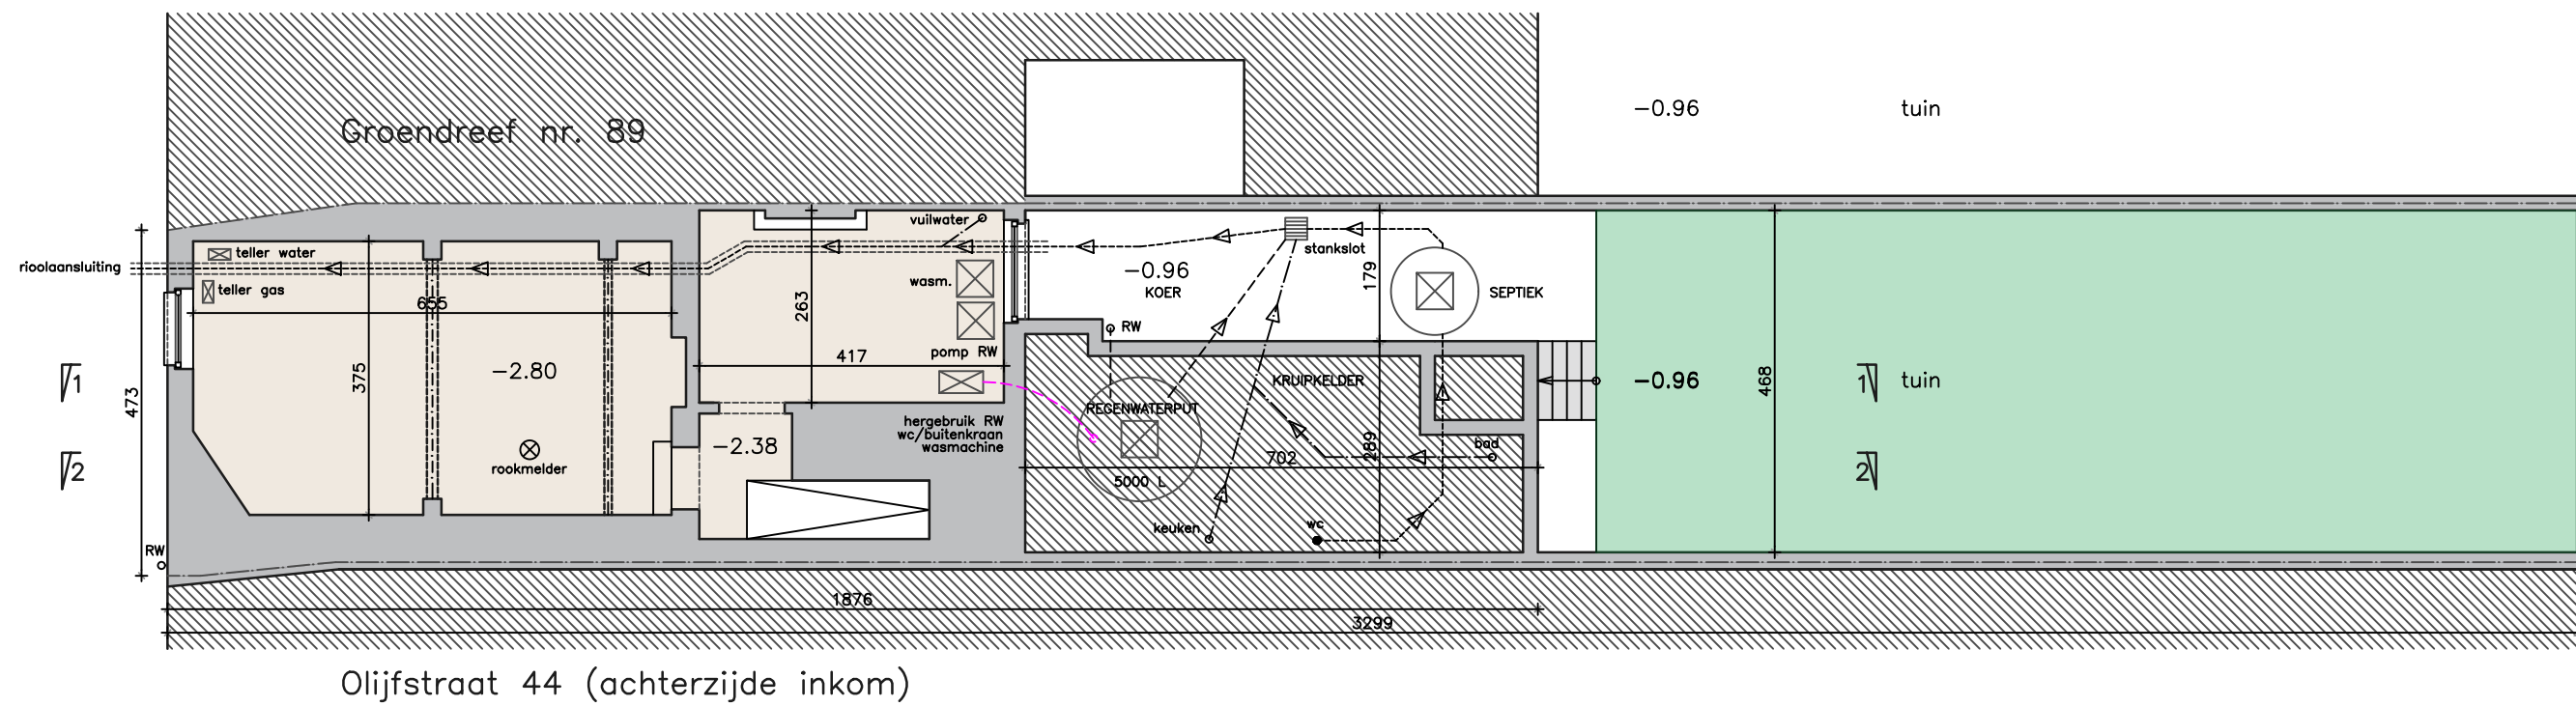 -0.96
tuin
Groendreef nr. 89
vuilwater
teller water
stankslot
rioolaansluiting
-0.96
wasm.
179
teller gas
KOER
SEPTIEK
655
263
RW
pomp RW
417
-2.80
375
KRUIPKELDER
-0.96
468
1
1
tuin
473
REGENWATERPUT
hergebruik RW
wc/buitenkraan
wasmachine
-2.38
289
bad
702
rookmelder
2
2
5000 L
keuken
wc
RW
1876
3299
Olijfstraat 44 (achterzijde inkom)